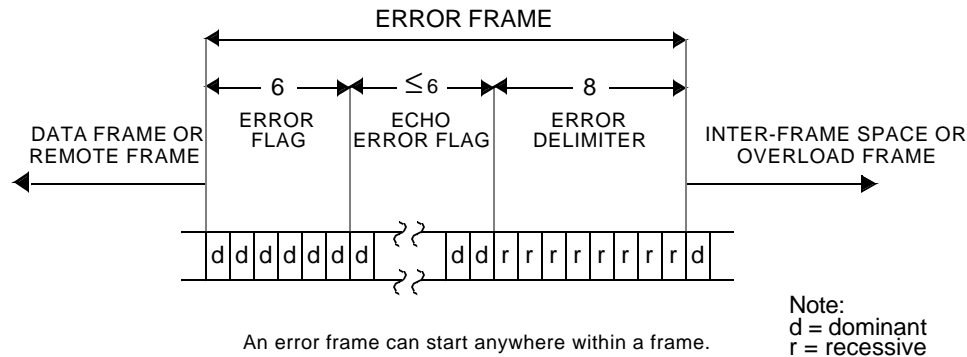 ERROR FRAME
6
≤6
8
ERROR
FLAG
ECHO
ERROR FLAG
ERROR
DELIMITER
DATA FRAME OR
REMOTE FRAME
INTER-FRAME SPACE OR
OVERLOAD FRAME
d d d d d d d d d r r r r r r r r d
An error frame can start anywhere within a frame.
Note:
d = dominant
r = recessive